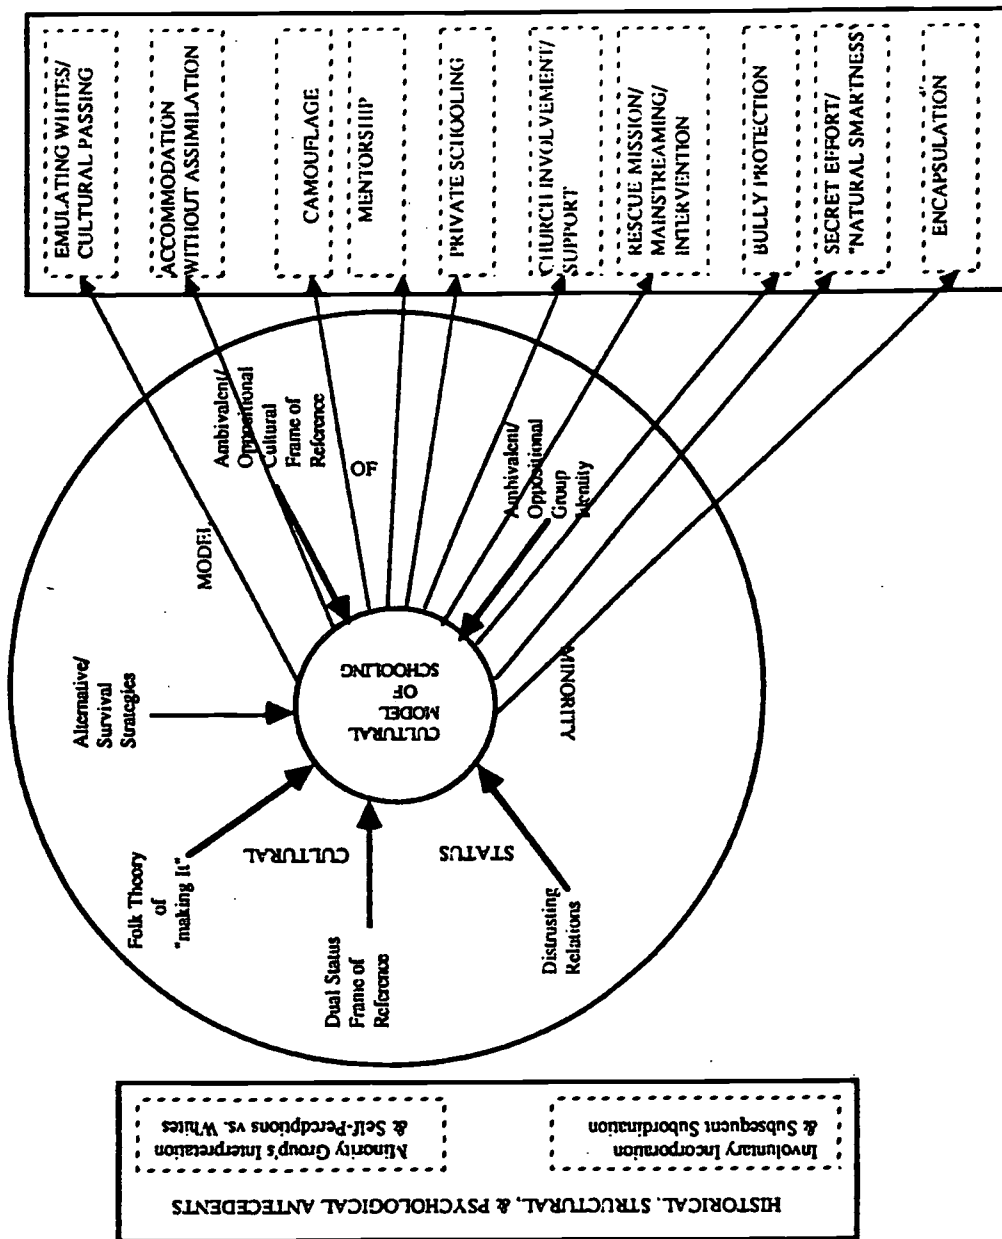 HISTORICAL, STRUCTURAL, & PSYCHOLOGICAL ANTECEDENTS
Involuntary Incorporation
& Subsequent Subordination
Minority Group's Interpretation
& Self-Perceptions vs. Whites
CULTURAL
MODEL
OF
SCHOOLING
CULTURAL
MODEL
OF
MINORITY
STATUS
Alternative/
Survival
Strategies
Folk Theory
of
"making It"
Dual Status
Frame of
Reference
Distrusting
Relations
Ambivalent/
Oppositional
Cultural
Frame of
Reference
Ambivalent/
Oppositional
Group
Identity
EMULATING WHITES/
CULTURAL PASSING
ACCOMMODATION
WITHOUT ASSIMILATION
CAMOUFLAGE
MENTORSHIP
PRIVATE SCHOOLING
CHURCH INVOLVEMENT/
SUPPORT
RESCUE MISSION/
MAINSTREAMING/
INTERVENTION
BULLY PROTECTION
SECRET EFFORT/
"NATURAL SMARTNESS"
ENCAPSULATION